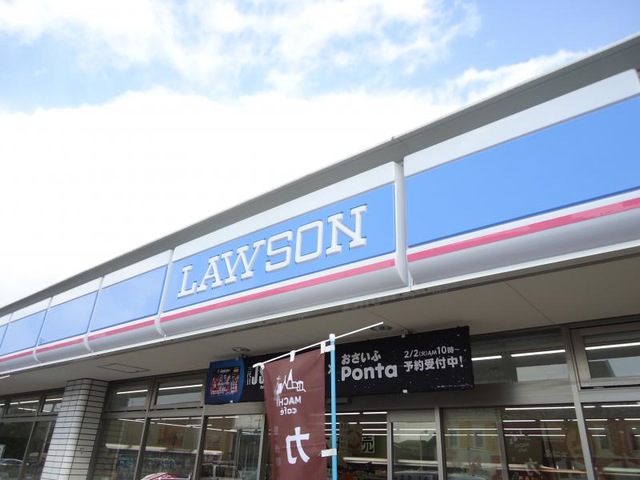 LAWSON
おさいふ
Ponta
2/2(火)AM10時~
予約受付中!
MACHI
café
カ